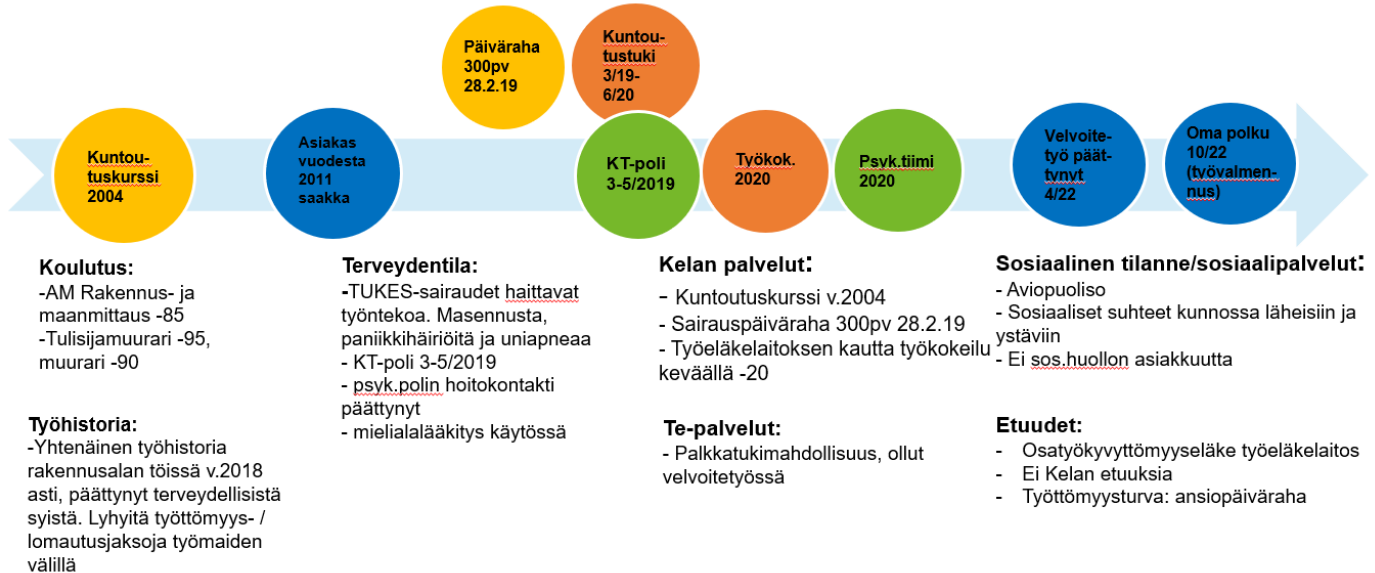 Päiväraha
300pv
28.2.19
Kuntou-
tustuki
3/19-
6/20
Kuntou-
tuskurssi
2004
Asiakas
vuodesta
2011
saakka
KT-poli
3-5/2019
Työkok.
2020
Psyk.tiimi
2020
Velvoite-
työ päät-
tynyt
4/22
Oma polku
10/22
(työvalmen-
nus)
Koulutus:
-AM Rakennus- ja
maanmittaus -85
-Tulisijamuurari -95,
muurari -90
Työhistoria:
-Yhtenäinen työhistoria
rakennusalan töissä v.2018
asti, päättynyt terveydellisistä
syistä. Lyhyitä työttömyys- /
lomautusjaksoja työmaiden
välillä
Terveydentila:
-TUKES-sairaudet haittavat
työntekoa. Masennusta,
paniikkihäiriöitä ja uniapneaa
- KT-poli 3-5/2019
- psyk.polin hoitokontakti
päättynyt
- mielialalääkitys käytössä
Kelan palvelut:
- Kuntoutuskurssi v.2004
- Sairauspäiväraha 300pv 28.2.19
- Työeläkelaitoksen kautta työkokeilu
keväällä -20
Te-palvelut:
- Palkkatukimahdollisuus, ollut
velvoitetyössä
Sosiaalinen tilanne/sosiaalipalvelut:
- Aviopuoliso
- Sosiaaliset suhteet kunnossa läheisiin ja
ystäviin
- Ei sos.huollon asiakkuutta
Etuudet:
- Osatyökyvyttömyyseläke työeläkelaitos
- Ei Kelan etuuksia
- Työttömyysturva: ansiopäiväraha